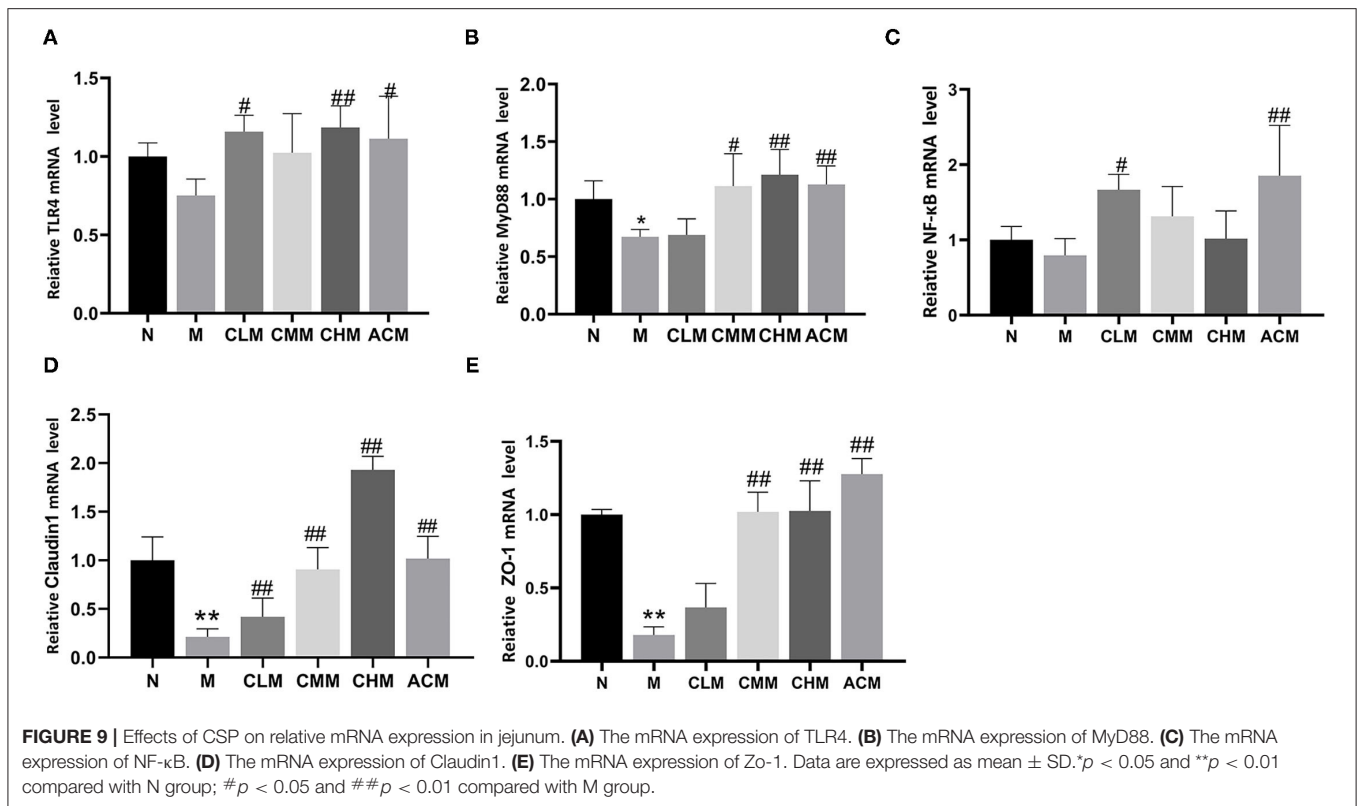 A
Reiative TLR4 mRNA level
1.5
1.0
0.5
0.0
#
##
#
N M CLM CMM CHM ACM
B
Reiative MyD88 mRNA level
2.0
1.5
1.0
0.5
0.0
*
#
##
##
N M CLM CMM CHM ACM
C
Reiative NF-κB mRNA level
3
2
1
0
#
##
N M CLM CMM CHM ACM
D
Reiative Claudin1 mRNA level
2.5
2.0
1.5
1.0
0.5
0.0
**
##
##
##
##
N M CLM CMM CHM ACM
E
Reiative ZO-1 mRNA level
1.5
1.0
0.5
0.0
**
##
##
##
N M CLM CMM CHM ACM
FIGURE 9 | Effects of CSP on relative mRNA expression in jejunum. (A) The mRNA expression of TLR4. (B) The mRNA expression of MyD88. (C) The mRNA
expression of NF-κB. (D) The mRNA expression of Claudin1. (E) The mRNA expression of Zo-1. Data are expressed as mean ± SD.*p < 0.05 and **p < 0.01
compared with N group; #p < 0.05 and ##p < 0.01 compared with M group.